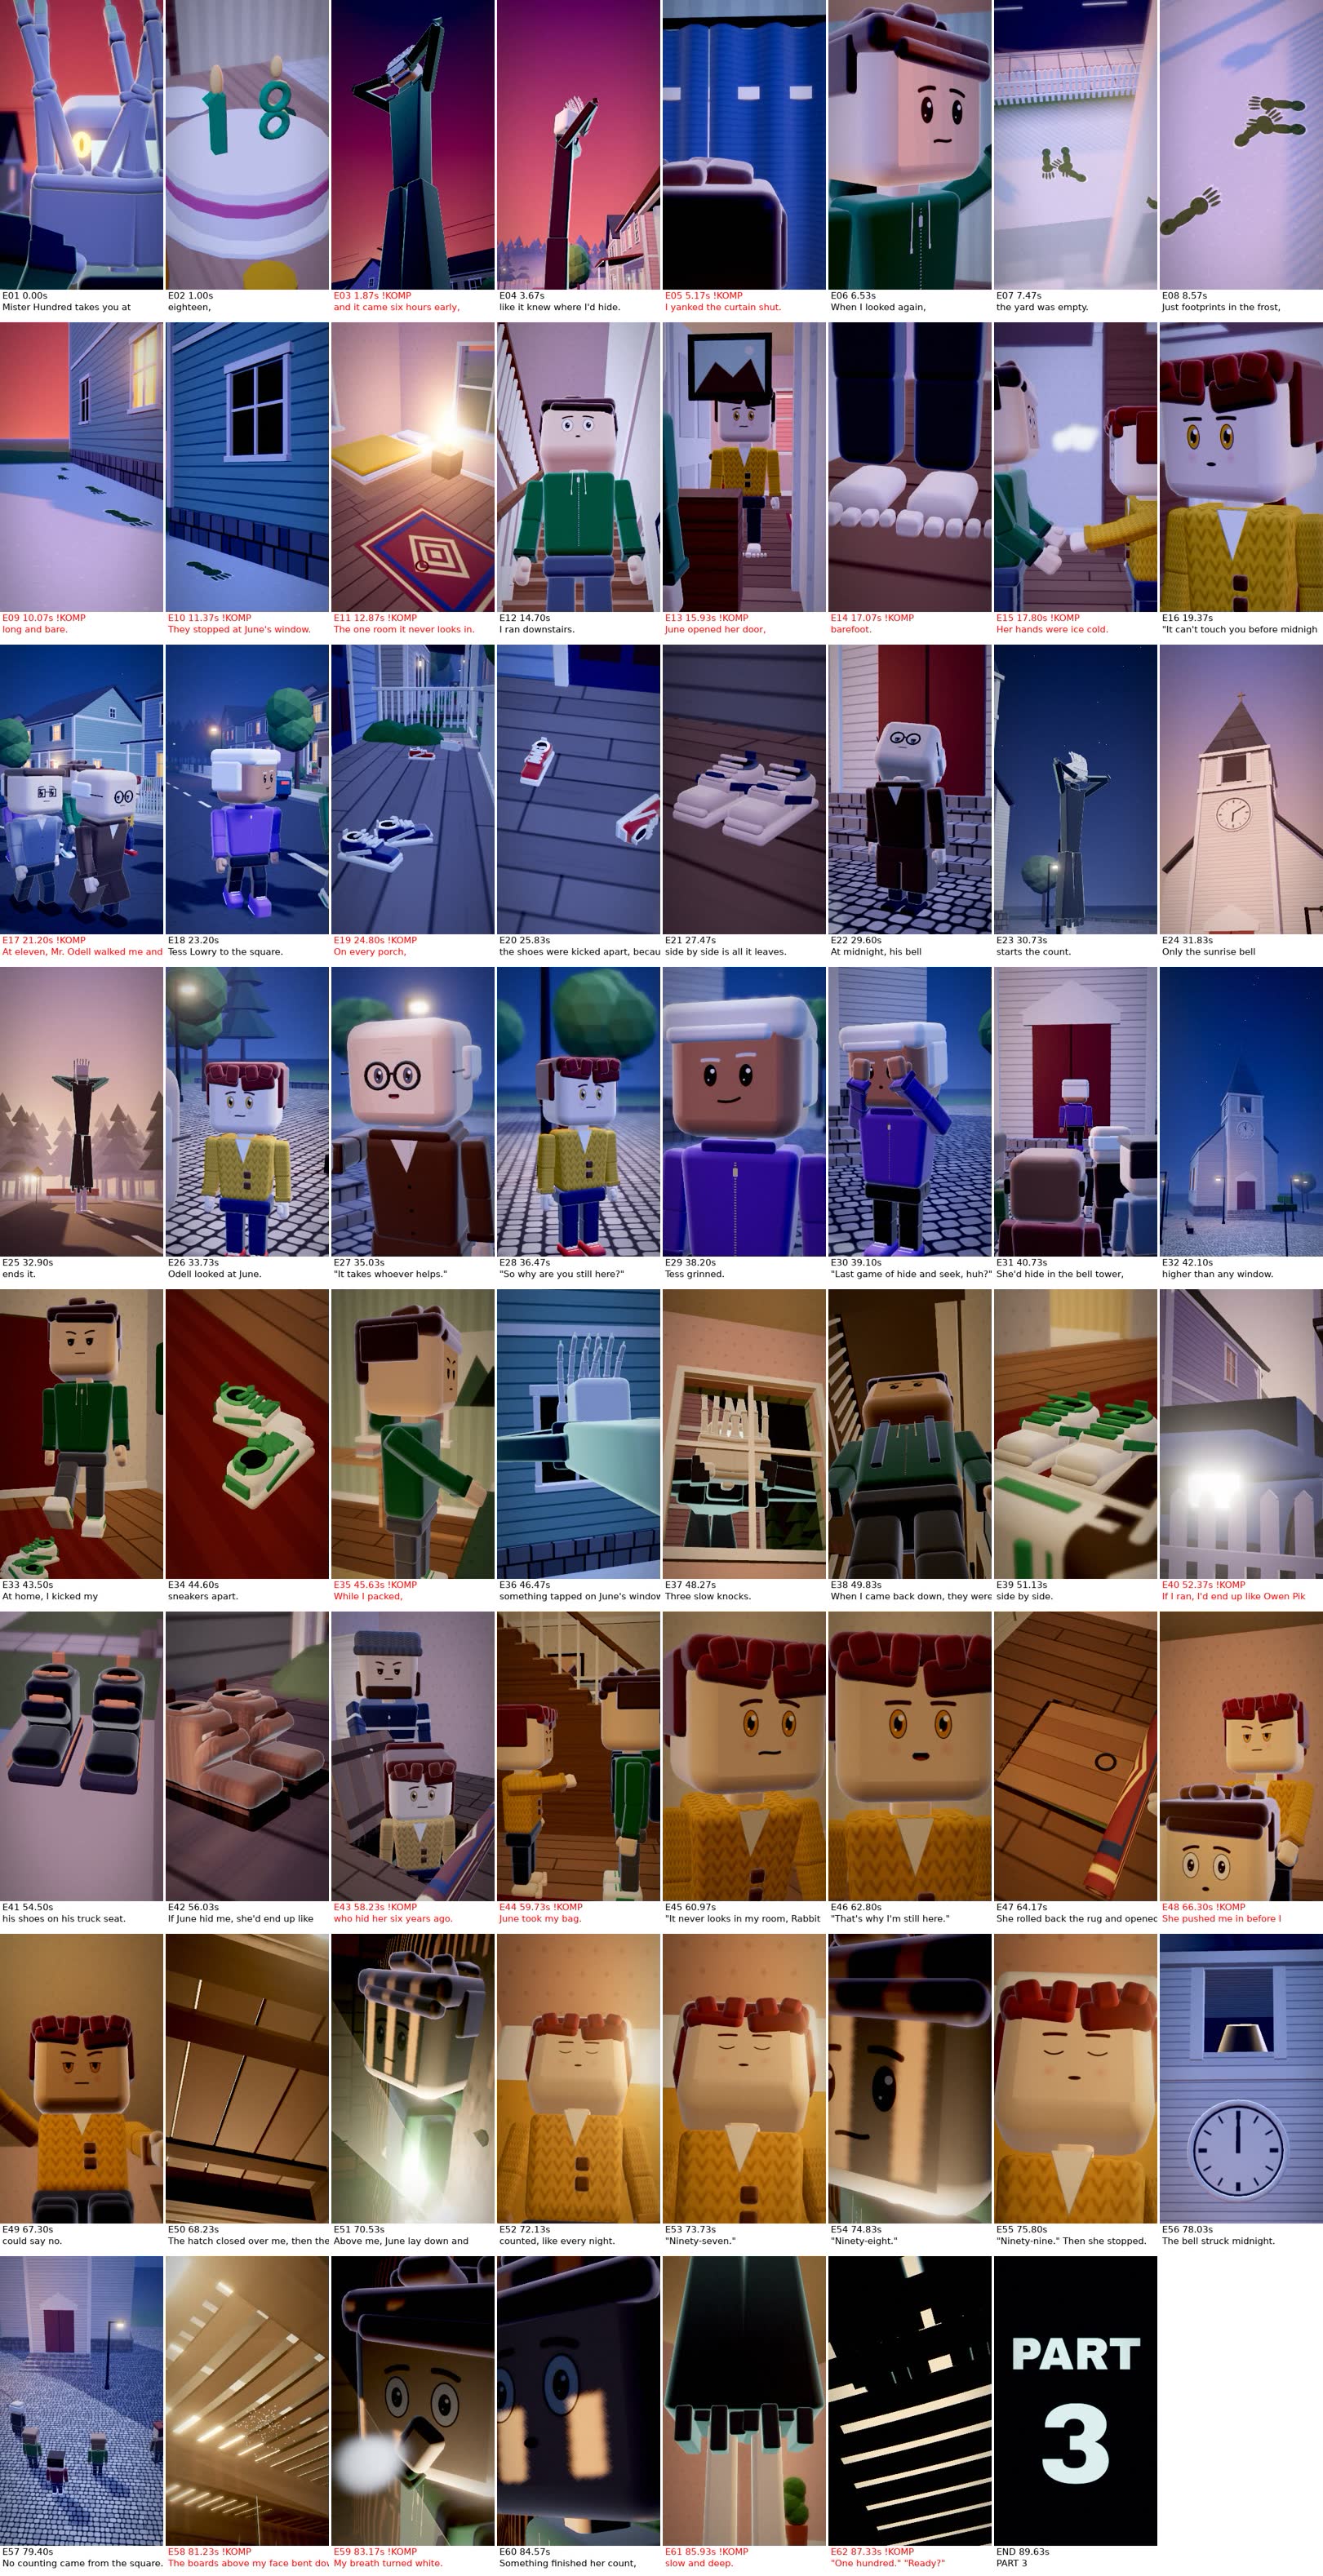 18
E01 0.00s
Mister Hundred takes you at
E02 1.00s
eighteen,
E03 1.87s !KOMP
and it came six hours early,
E04 3.67s
like it knew where I'd hide.
E05 5.17s !KOMP
I yanked the curtain shut.
E06 6.53s
When I looked again,
E07 7.47s
the yard was empty.
E08 8.57s
Just footprints in the frost,
E09 10.07s !KOMP
long and bare.
E10 11.37s !KOMP
They stopped at June's window.
E11 12.87s !KOMP
The one room it never looks in.
E12 14.70s
I ran downstairs.
E13 15.93s !KOMP
June opened her door,
E14 17.07s !KOMP
barefoot.
E15 17.80s !KOMP
Her hands were ice cold.
E16 19.37s
"It can't touch you before midnigh
E17 21.20s !KOMP
At eleven, Mr. Odell walked me and
E18 23.20s
Tess Lowry to the square.
E19 24.80s !KOMP
On every porch,
E20 25.83s
the shoes were kicked apart, becau
E21 27.47s
side by side is all it leaves.
E22 29.60s
At midnight, his bell
E23 30.73s
starts the count.
E24 31.83s
Only the sunrise bell
E25 32.90s
ends it.
E26 33.73s
Odell looked at June.
E27 35.03s
"It takes whoever helps."
E28 36.47s
"So why are you still here?"
E29 38.20s
Tess grinned.
E30 39.10s
"Last game of hide and seek, huh?"
E31 40.73s
She'd hide in the bell tower,
E32 42.10s
higher than any window.
E33 43.50s
At home, I kicked my
E34 44.60s
sneakers apart.
E35 45.63s !KOMP
While I packed,
E36 46.47s
something tapped on June's window
E37 48.27s
Three slow knocks.
E38 49.83s
When I came back down, they were
E39 51.13s
side by side.
E40 52.37s !KOMP
If I ran, I'd end up like Owen Pik
E41 54.50s
his shoes on his truck seat.
E42 56.03s
If June hid me, she'd end up like
E43 58.23s !KOMP
who hid her six years ago.
E44 59.73s !KOMP
June took my bag.
E45 60.97s
"It never looks in my room, Rabbit
E46 62.80s
"That's why I'm still here."
E47 64.17s
She rolled back the rug and opened
E48 66.30s !KOMP
She pushed me in before I
E49 67.30s
could say no.
E50 68.23s
The hatch closed over me, then the
E51 70.53s
Above me, June lay down and
E52 72.13s
counted, like every night.
E53 73.73s
"Ninety-seven."
E54 74.83s
"Ninety-eight."
E55 75.80s
"Ninety-nine." Then she stopped.
E56 78.03s
The bell struck midnight.
E57 79.40s
No counting came from the square.
E58 81.23s !KOMP
The boards above my face bent dow
E59 83.17s !KOMP
My breath turned white.
E60 84.57s
Something finished her count,
E61 85.93s !KOMP
slow and deep.
E62 87.33s !KOMP
"One hundred." "Ready?"
PART
3
END 89.63s
PART 3